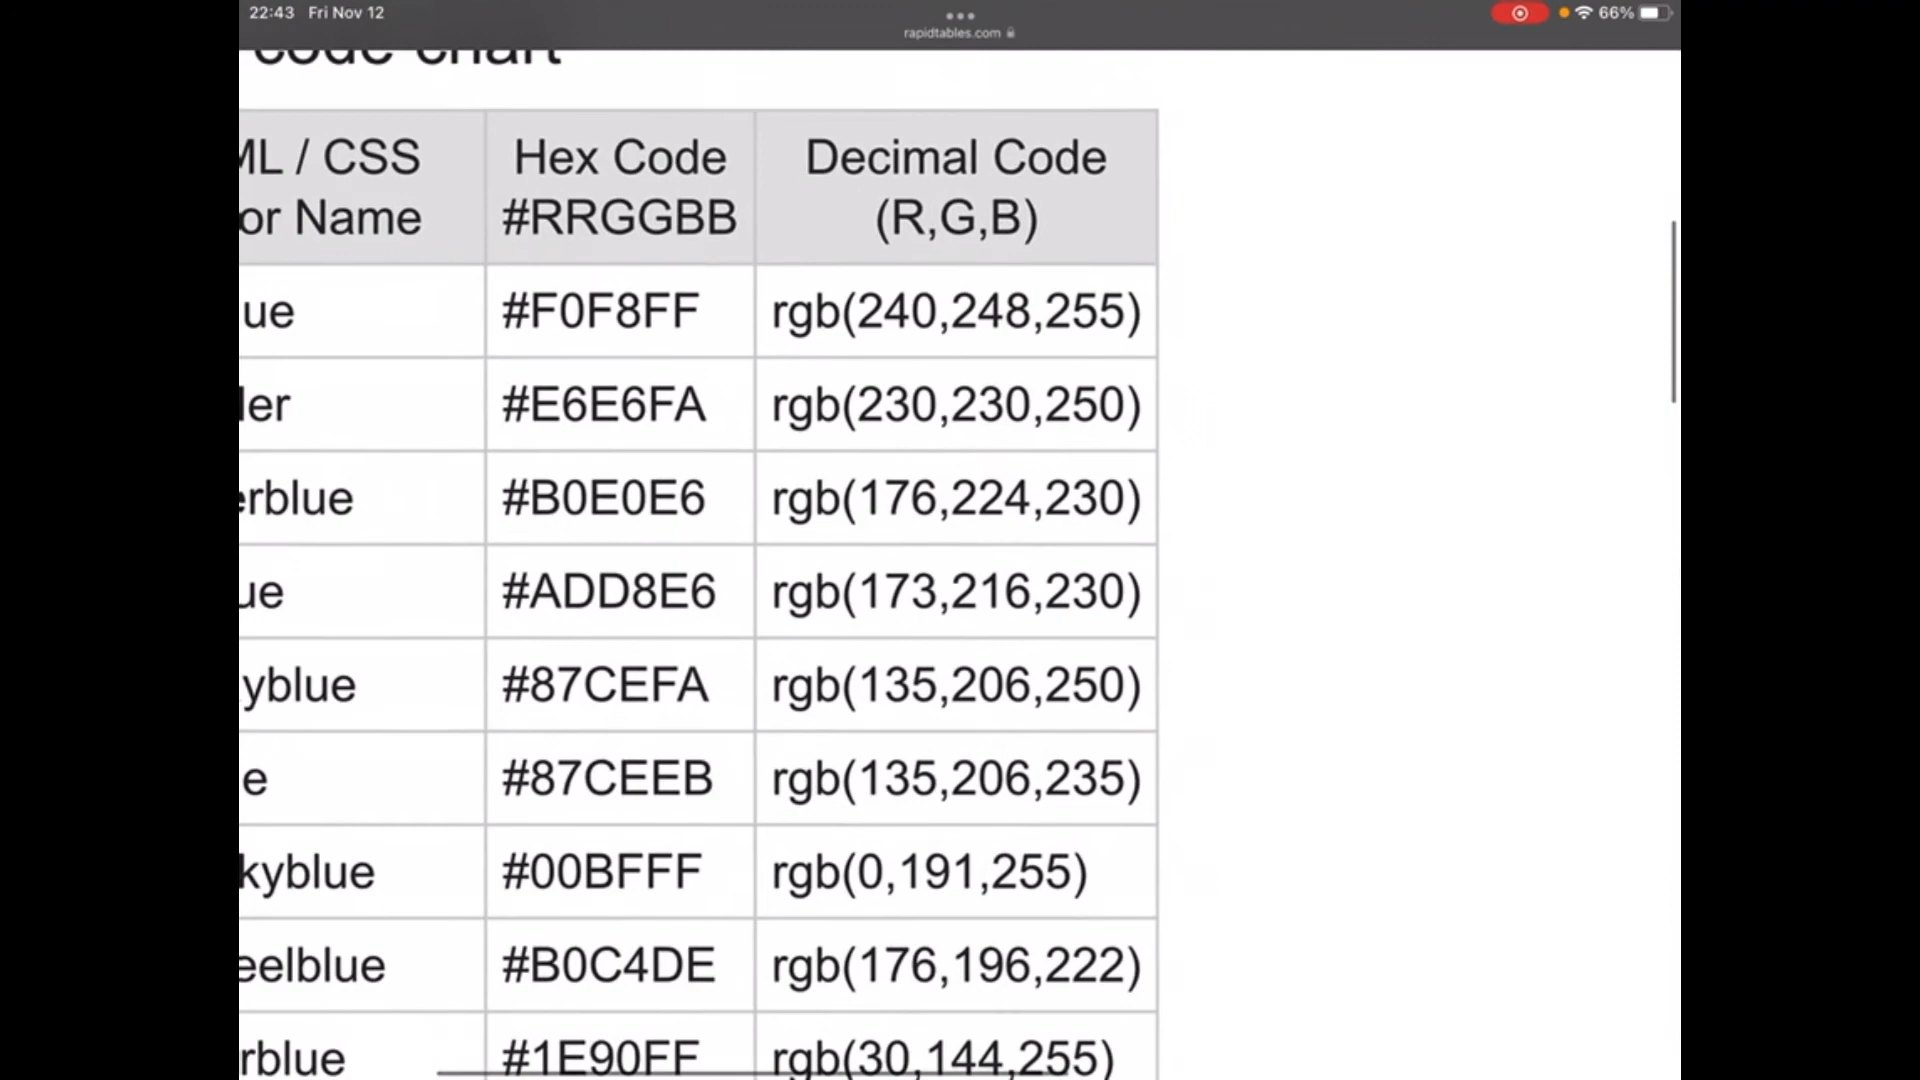 22:43 Fri Nov 12
66%
rapidtables.com
code chart
ML / CSS
or Name
Hex Code
#RRGGBB
Decimal Code
(R,G,B)
ue #F0F8FF rgb(240,248,255)
der #E6E6FA rgb(230,230,250)
erblue #B0E0E6 rgb(176,224,230)
ue #ADD8E6 rgb(173,216,230)
yblue #87CEFA rgb(135,206,250)
e #87CEEB rgb(135,206,235)
kyblue #00BFFF rgb(0,191,255)
eelblue #B0C4DE rgb(176,196,222)
rblue #1E90FF rgb(30,144,255)